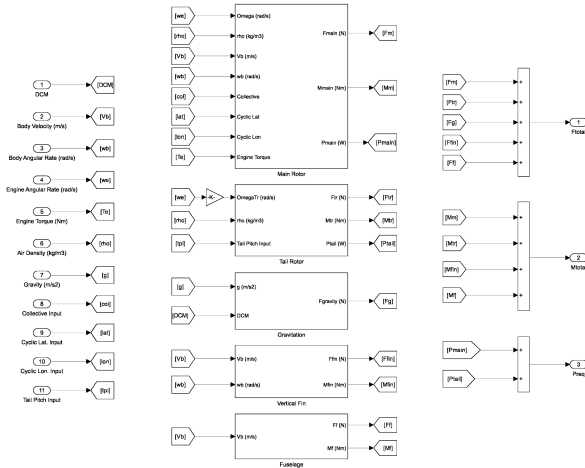 1
[DCM]
DCM
2
[Vb]
Body Velocity (m/s)
3
[wb]
Body Angular Rate (rad/s)
4
[we]
Engine Angular Rate (rad/s)
5
[Te]
Engine Torque (Nm)
6
[rho]
Air Density (kg/m3)
7
[g]
Gravity (m/s2)
8
[col]
Collective Input
9
[lat]
Cyclic Lat. Input
10
[lon]
Cyclic Lon. Input
11
[tpi]
Tail Pitch Input
[we]
Omega (rad/s)
[rho]
rho (kg/m3)
[Vb]
Vb (m/s)
[wb]
wb (rad/s)
[col]
Collective
[lat]
Cyclic Lat
[lon]
Cyclic Lon
[Te]
Engine Torque
Fmain (N)
[Fm]
Mmain (Nm)
[Mm]
Pmain (W)
[Pmain]
Main Rotor
[we]
-K-
OmegaTr (rad/s)
[rho]
rho (kg/m3)
[tpi]
Tail Pitch Input
Ftr (N)
[Ftr]
Mtr (Nm)
[Mtr]
Ptail (W)
[Ptail]
Tail Rotor
[g]
g (m/s2)
[DCM]
DCM
Fgravity (N)
[Fg]
Gravitation
[Vb]
Vb (m/s)
[wb]
wb (rad/s)
Ffin (N)
[Ffin]
Mfin (Nm)
[Mfin]
Vertical Fin
[Vb]
Vb (m/s)
Ff (N)
[Ff]
Mf (Nm)
[Mf]
Fuselage
[Fm]
+
[Ftr]
+
[Fg]
+
[Ffin]
+
[Ff]
+
1
Ftotal
[Mm]
+
[Mtr]
+
[Mfin]
+
[Mf]
+
2
Mtotal
[Pmain]
+
[Ptail]
+
3
Preq